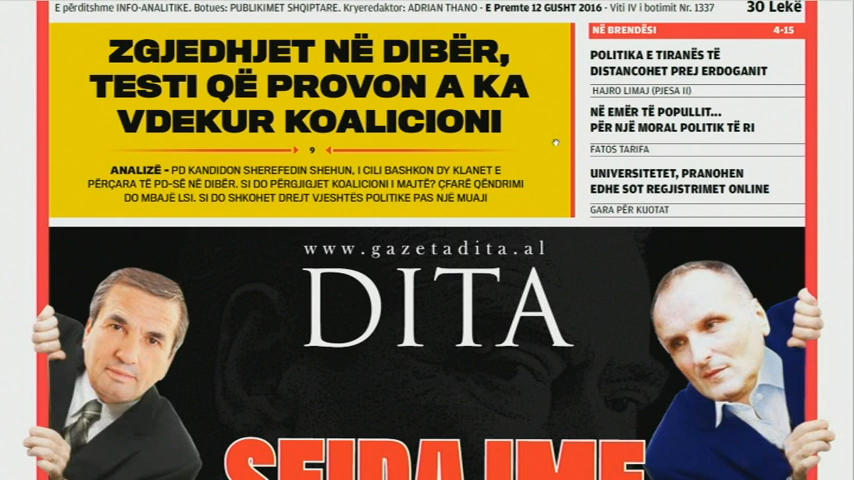 E përditshme INFO-ANALITIKE. Botues: PUBLIKIMET SHQIPTARE. Kryeredaktor: ADRIAN THANO - E Premte 12 GUSHT 2016 - Viti IV i botimit Nr. 1337
30 Lekë
ZGJEDHJET NË DIBËR,
TESTI QË PROVON A KA
VDEKUR KOALICIONI
9
ANALIZË - PD KANDIDON SHEREFEDIN SHEHUN, I CILI BASHKON DY KLANET E
PËRÇARA TË PD-SË NË DIBËR. SI DO PËRGJIGJET KOALICIONI I MAJTË? ÇFARË QËNDRIMI
DO MBAJË LSI. SI DO SHKOHET DREJT VJESHTËS POLITIKE PAS NJË MUAJI
NË BRENDËSI 4-15
POLITIKA E TIRANËS TË
DISTANCOHET PREJ ERDOGANIT
HAJRO LIMAJ (PJESA II)
NË EMËR TË POPULLIT...
PËR NJË MORAL POLITIK TË RI
FATOS TARIFA
UNIVERSITETET, PRANOHEN
EDHE SOT REGJISTRIMET ONLINE
GARA PËR KUOTAT
www.gazetadita.al
DITA
SFIDAJME